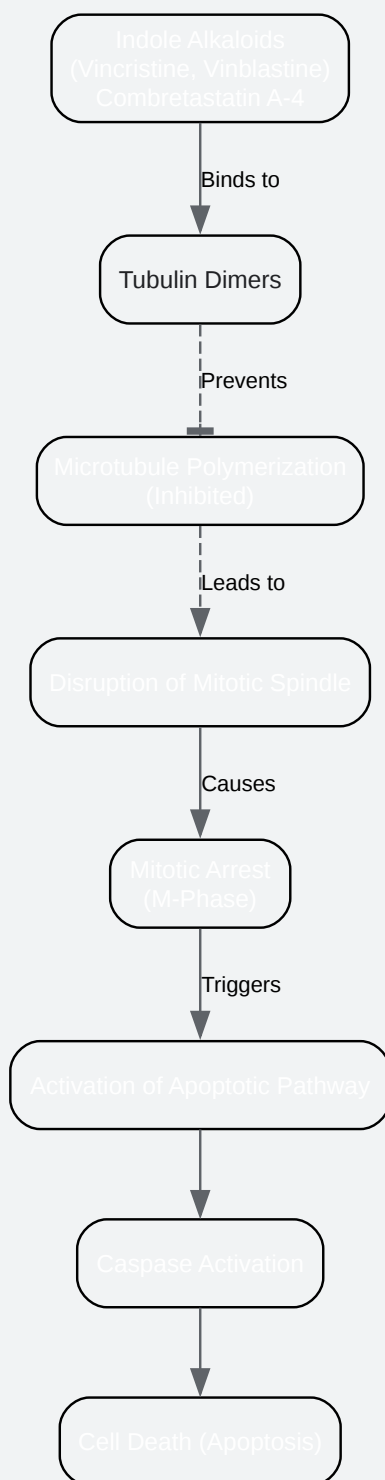 Indole Alkaloids
(Vincristine, Vinblastine)
Combretastatin A-4
Binds to
Tubulin Dimers
Prevents
Microtubule Polymerization
(Inhibited)
Leads to
Disruption of Mitotic Spindle
Causes
Mitotic Arrest
(M-Phase)
Triggers
Activation of Apoptotic Pathway
Caspase Activation
Cell Death (Apoptosis)